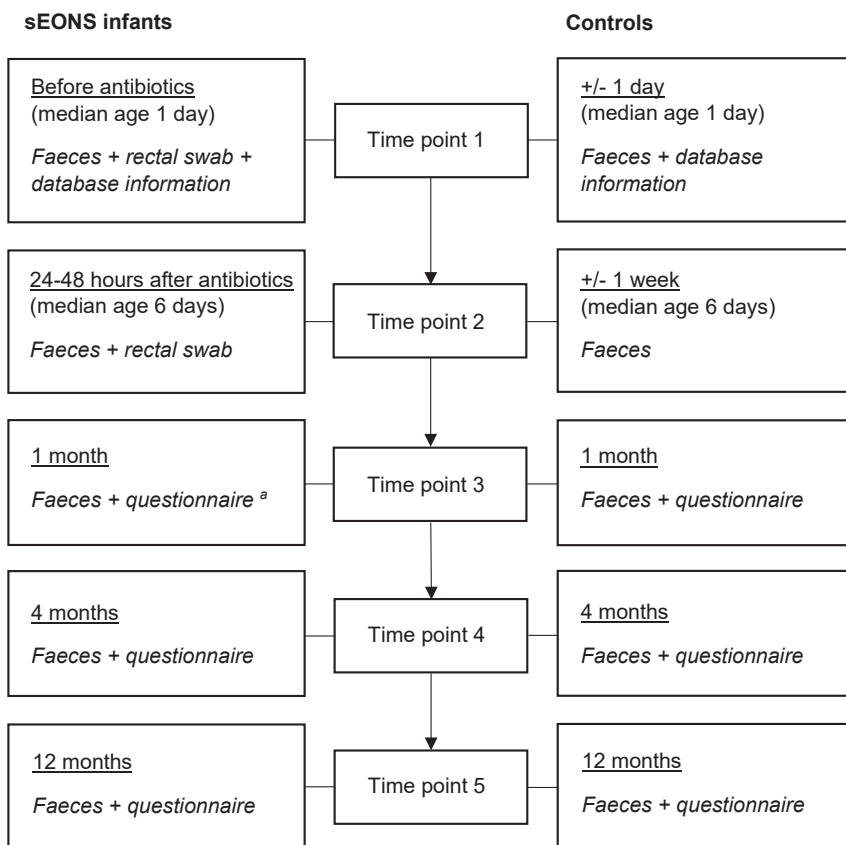 sEONS infants
Controls
Before antibiotics
(median age 1 day)
Faeces + rectal swab +
database information
Time point 1
+/- 1 day
(median age 1 day)
Faeces + database
information
24-48 hours after antibiotics
(median age 6 days)
Faeces + rectal swab
Time point 2
+/- 1 week
(median age 6 days)
Faeces
1 month
Faeces + questionnaire a
Time point 3
1 month
Faeces + questionnaire
4 months
Faeces + questionnaire
Time point 4
4 months
Faeces + questionnaire
12 months
Faeces + questionnaire
Time point 5
12 months
Faeces + questionnaire